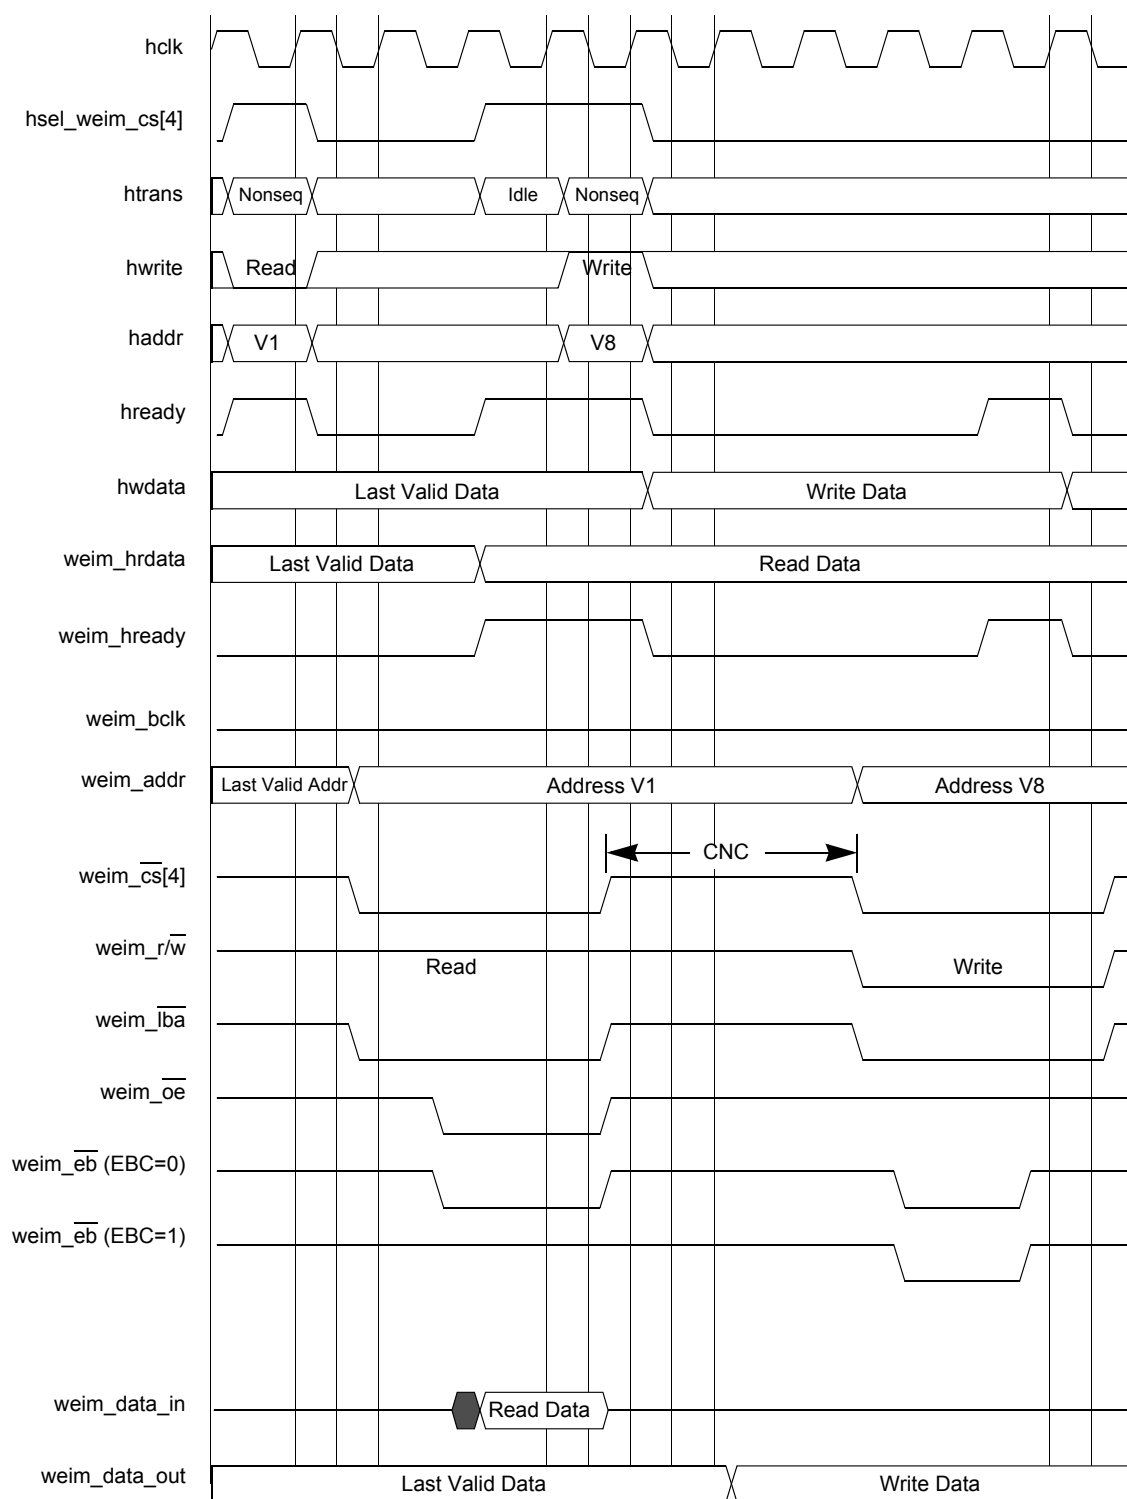 hclk
hsel_weim_cs[4]
htrans Nonseq Idle Nonseq
hwrite Read Write
haddr V1 V8
hready
hwdata Last Valid Data Write Data
weim_hrdata Last Valid Data Read Data
weim_hready
weim_bclk
weim_addr Last Valid Addr Address V1 Address V8
CNC
weim_cs[4]
weim_r/w
Read Write
weim_lba
weim_oe
weim_eb (EBC=0)
weim_eb (EBC=1)
weim_data_in Read Data
weim_data_out Last Valid Data Write Data